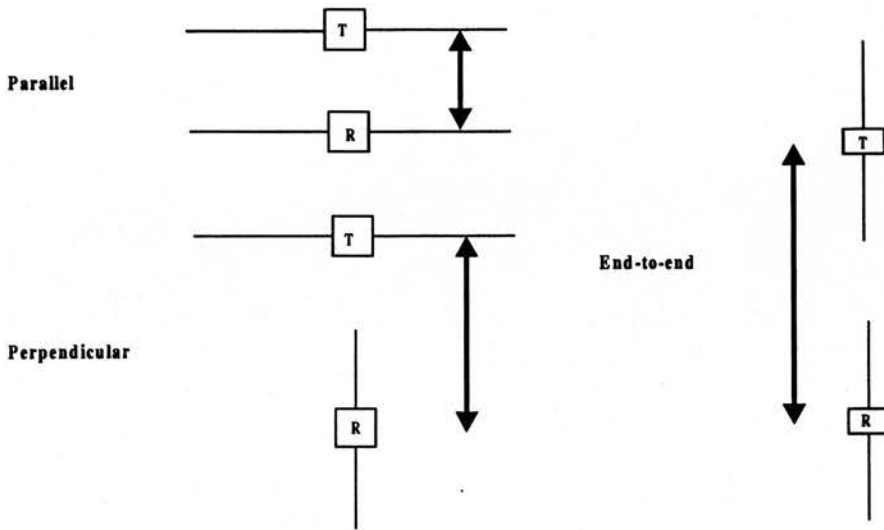 T
Parallel
R
T
T
End-to-end
Perpendicular
R
R